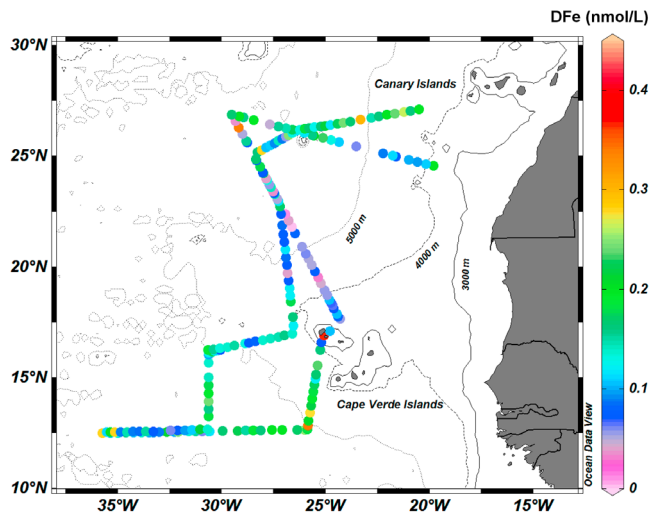 DFe (nmol/L)
30°N
25°N
20°N
15°N
10°N
35°W
30°W
25°W
20°W
15°W
Canary Islands
5000 m
4000 m
3000 m
Cape Verde Islands
Ocean Data View
0.4
0.3
0.2
0.1
0